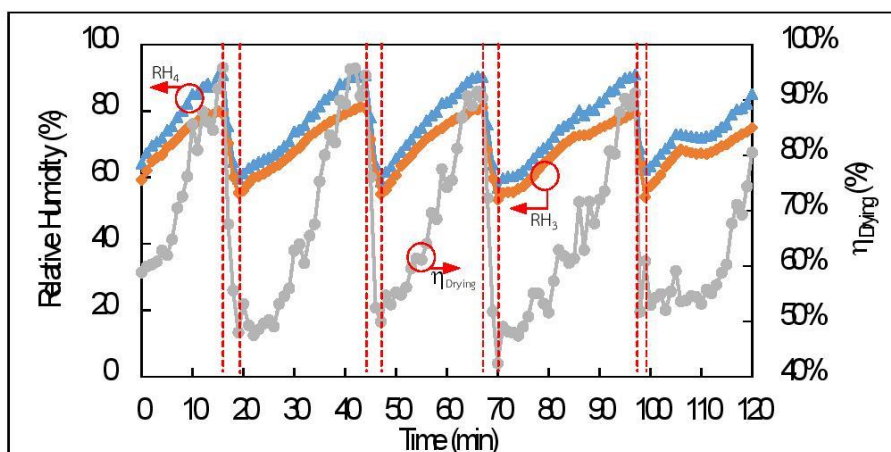 100
80
60
40
20
0
Relative Humidity (%)
100%
90%
80%
70%
60%
50%
40%
ηDrying (%)
RH4
RH3
ηDrying
0 10 20 30 40 50 60 70 80 90 100 110 120
Time (min)